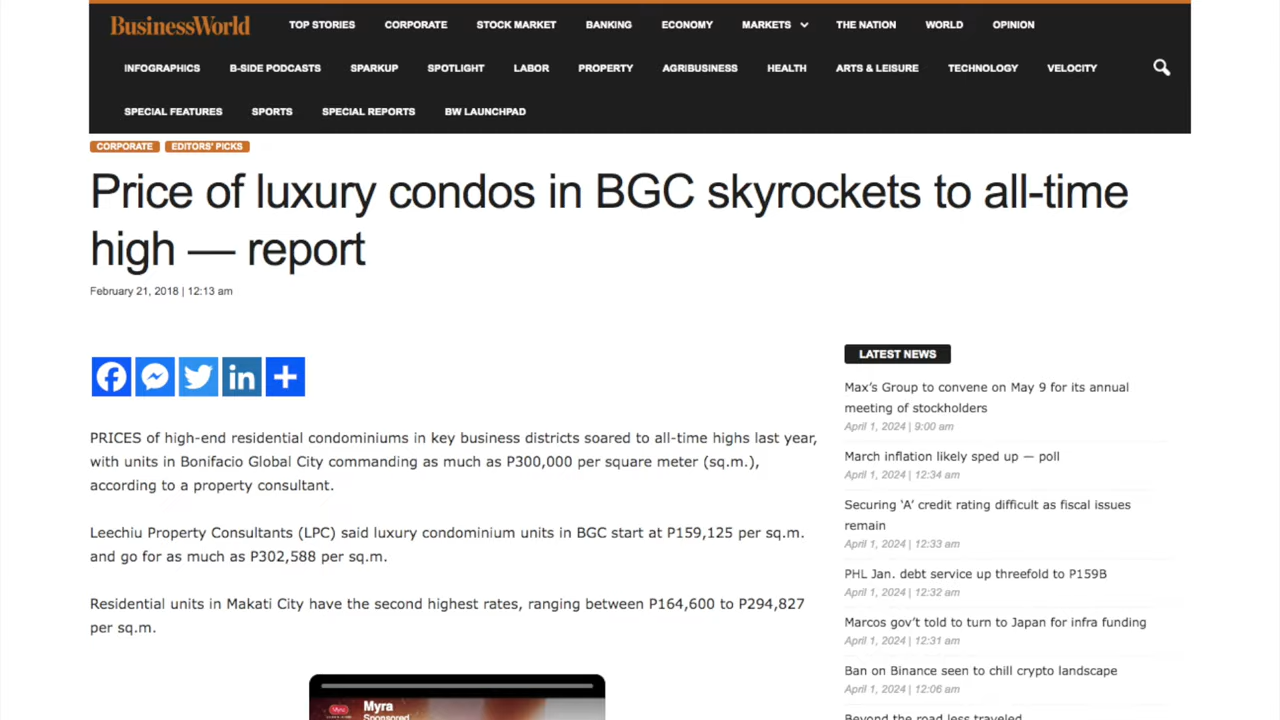 BusinessWorld
TOP STORIES CORPORATE STOCK MARKET BANKING ECONOMY MARKETS THE NATION WORLD OPINION
INFOGRAPHICS B-SIDE PODCASTS SPARKUP SPOTLIGHT LABOR PROPERTY AGRIBUSINESS HEALTH ARTS & LEISURE TECHNOLOGY VELOCITY
SPECIAL FEATURES SPORTS SPECIAL REPORTS BW LAUNCHPAD
CORPORATE EDITORS' PICKS
Price of luxury condos in BGC skyrockets to all-time
high — report
February 21, 2018 | 12:13 am
PRICES of high-end residential condominiums in key business districts soared to all-time highs last year,
with units in Bonifacio Global City commanding as much as P300,000 per square meter (sq.m.),
according to a property consultant.
Leechiu Property Consultants (LPC) said luxury condominium units in BGC start at P159,125 per sq.m.
and go for as much as P302,588 per sq.m.
Residential units in Makati City have the second highest rates, ranging between P164,600 to P294,827
per sq.m.
Myra
Sponsored
LATEST NEWS
Max's Group to convene on May 9 for its annual
meeting of stockholders
April 1, 2024 | 9:00 am
March inflation likely sped up — poll
April 1, 2024 | 12:34 am
Securing 'A' credit rating difficult as fiscal issues
remain
April 1, 2024 | 12:33 am
PHL Jan. debt service up threefold to P159B
April 1, 2024 | 12:32 am
Marcos gov't told to turn to Japan for infra funding
April 1, 2024 | 12:31 am
Ban on Binance seen to chill crypto landscape
April 1, 2024 | 12:06 am
Beyond the road less traveled